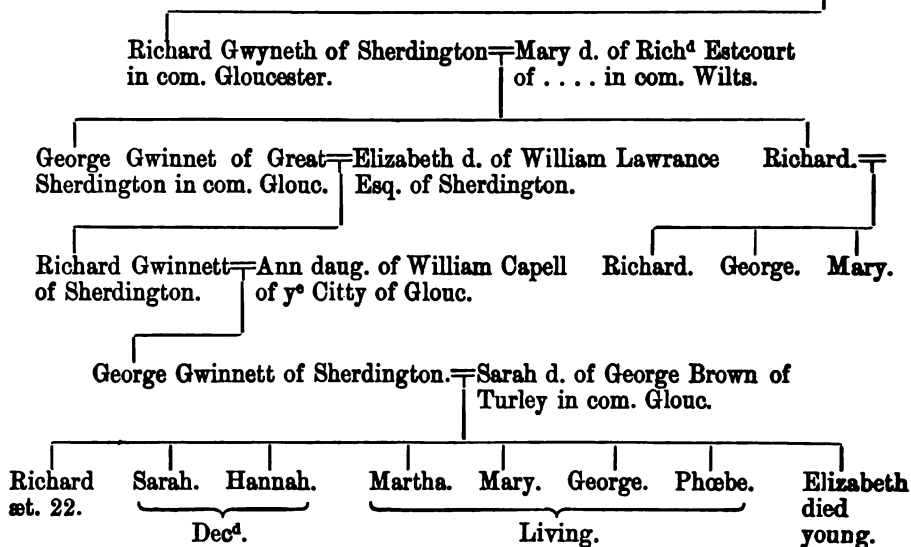 Richard Gwyneth of Sherdington=Mary d. of Richᵈ Estcourt
in com. Gloucester. of . . . . in com. Wilts.
George Gwinnet of Great=Elizabeth d. of William Lawrance Richard.=
Sherdington in com. Glouc. Esq. of Sherdington.
Richard Gwinnett=Ann daug. of William Capell Richard. George. Mary.
of Sherdington. of yᵉ Citty of Glouc.
George Gwinnett of Sherdington.=Sarah d. of George Brown of
Turley in com. Glouc.
Richard Sarah. Hannah. Martha. Mary. George. Phœbe. Elizabeth
æt. 22. died
Decᵈ. Living. young.